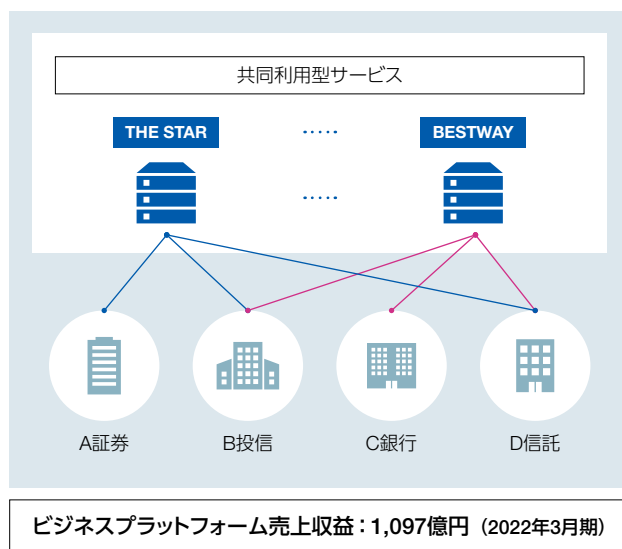 共同利用型サービス
THE STAR ····· BESTWAY
·····
A証券 B投信 C銀行 D信託
ビジネスプラットフォーム売上収益：1,097億円（2022年3月期）